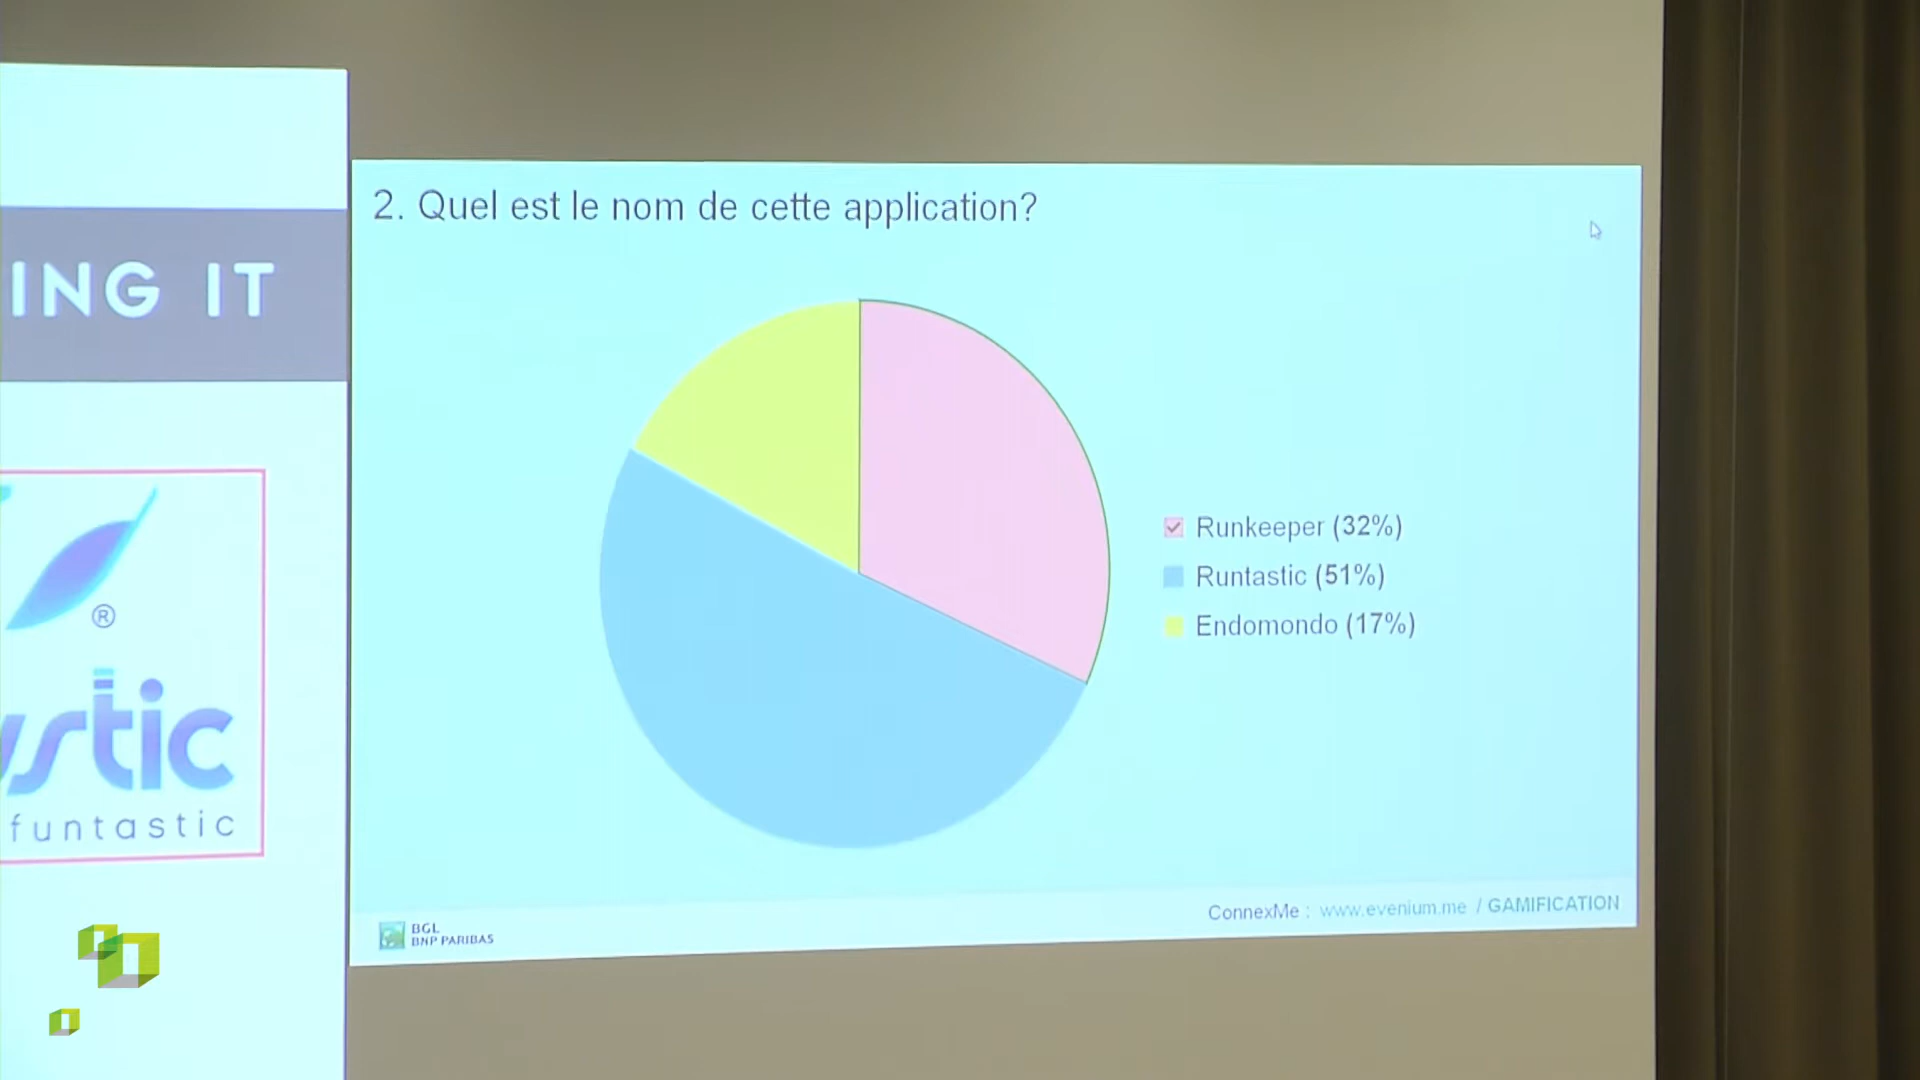 ING IT
®
stic
funtastic
2. Quel est le nom de cette application?
Runkeeper (32%)
Runtastic (51%)
Endomondo (17%)
BGL
BNP PARIBAS
ConnexMe : www.evenium.me / GAMIFICATION